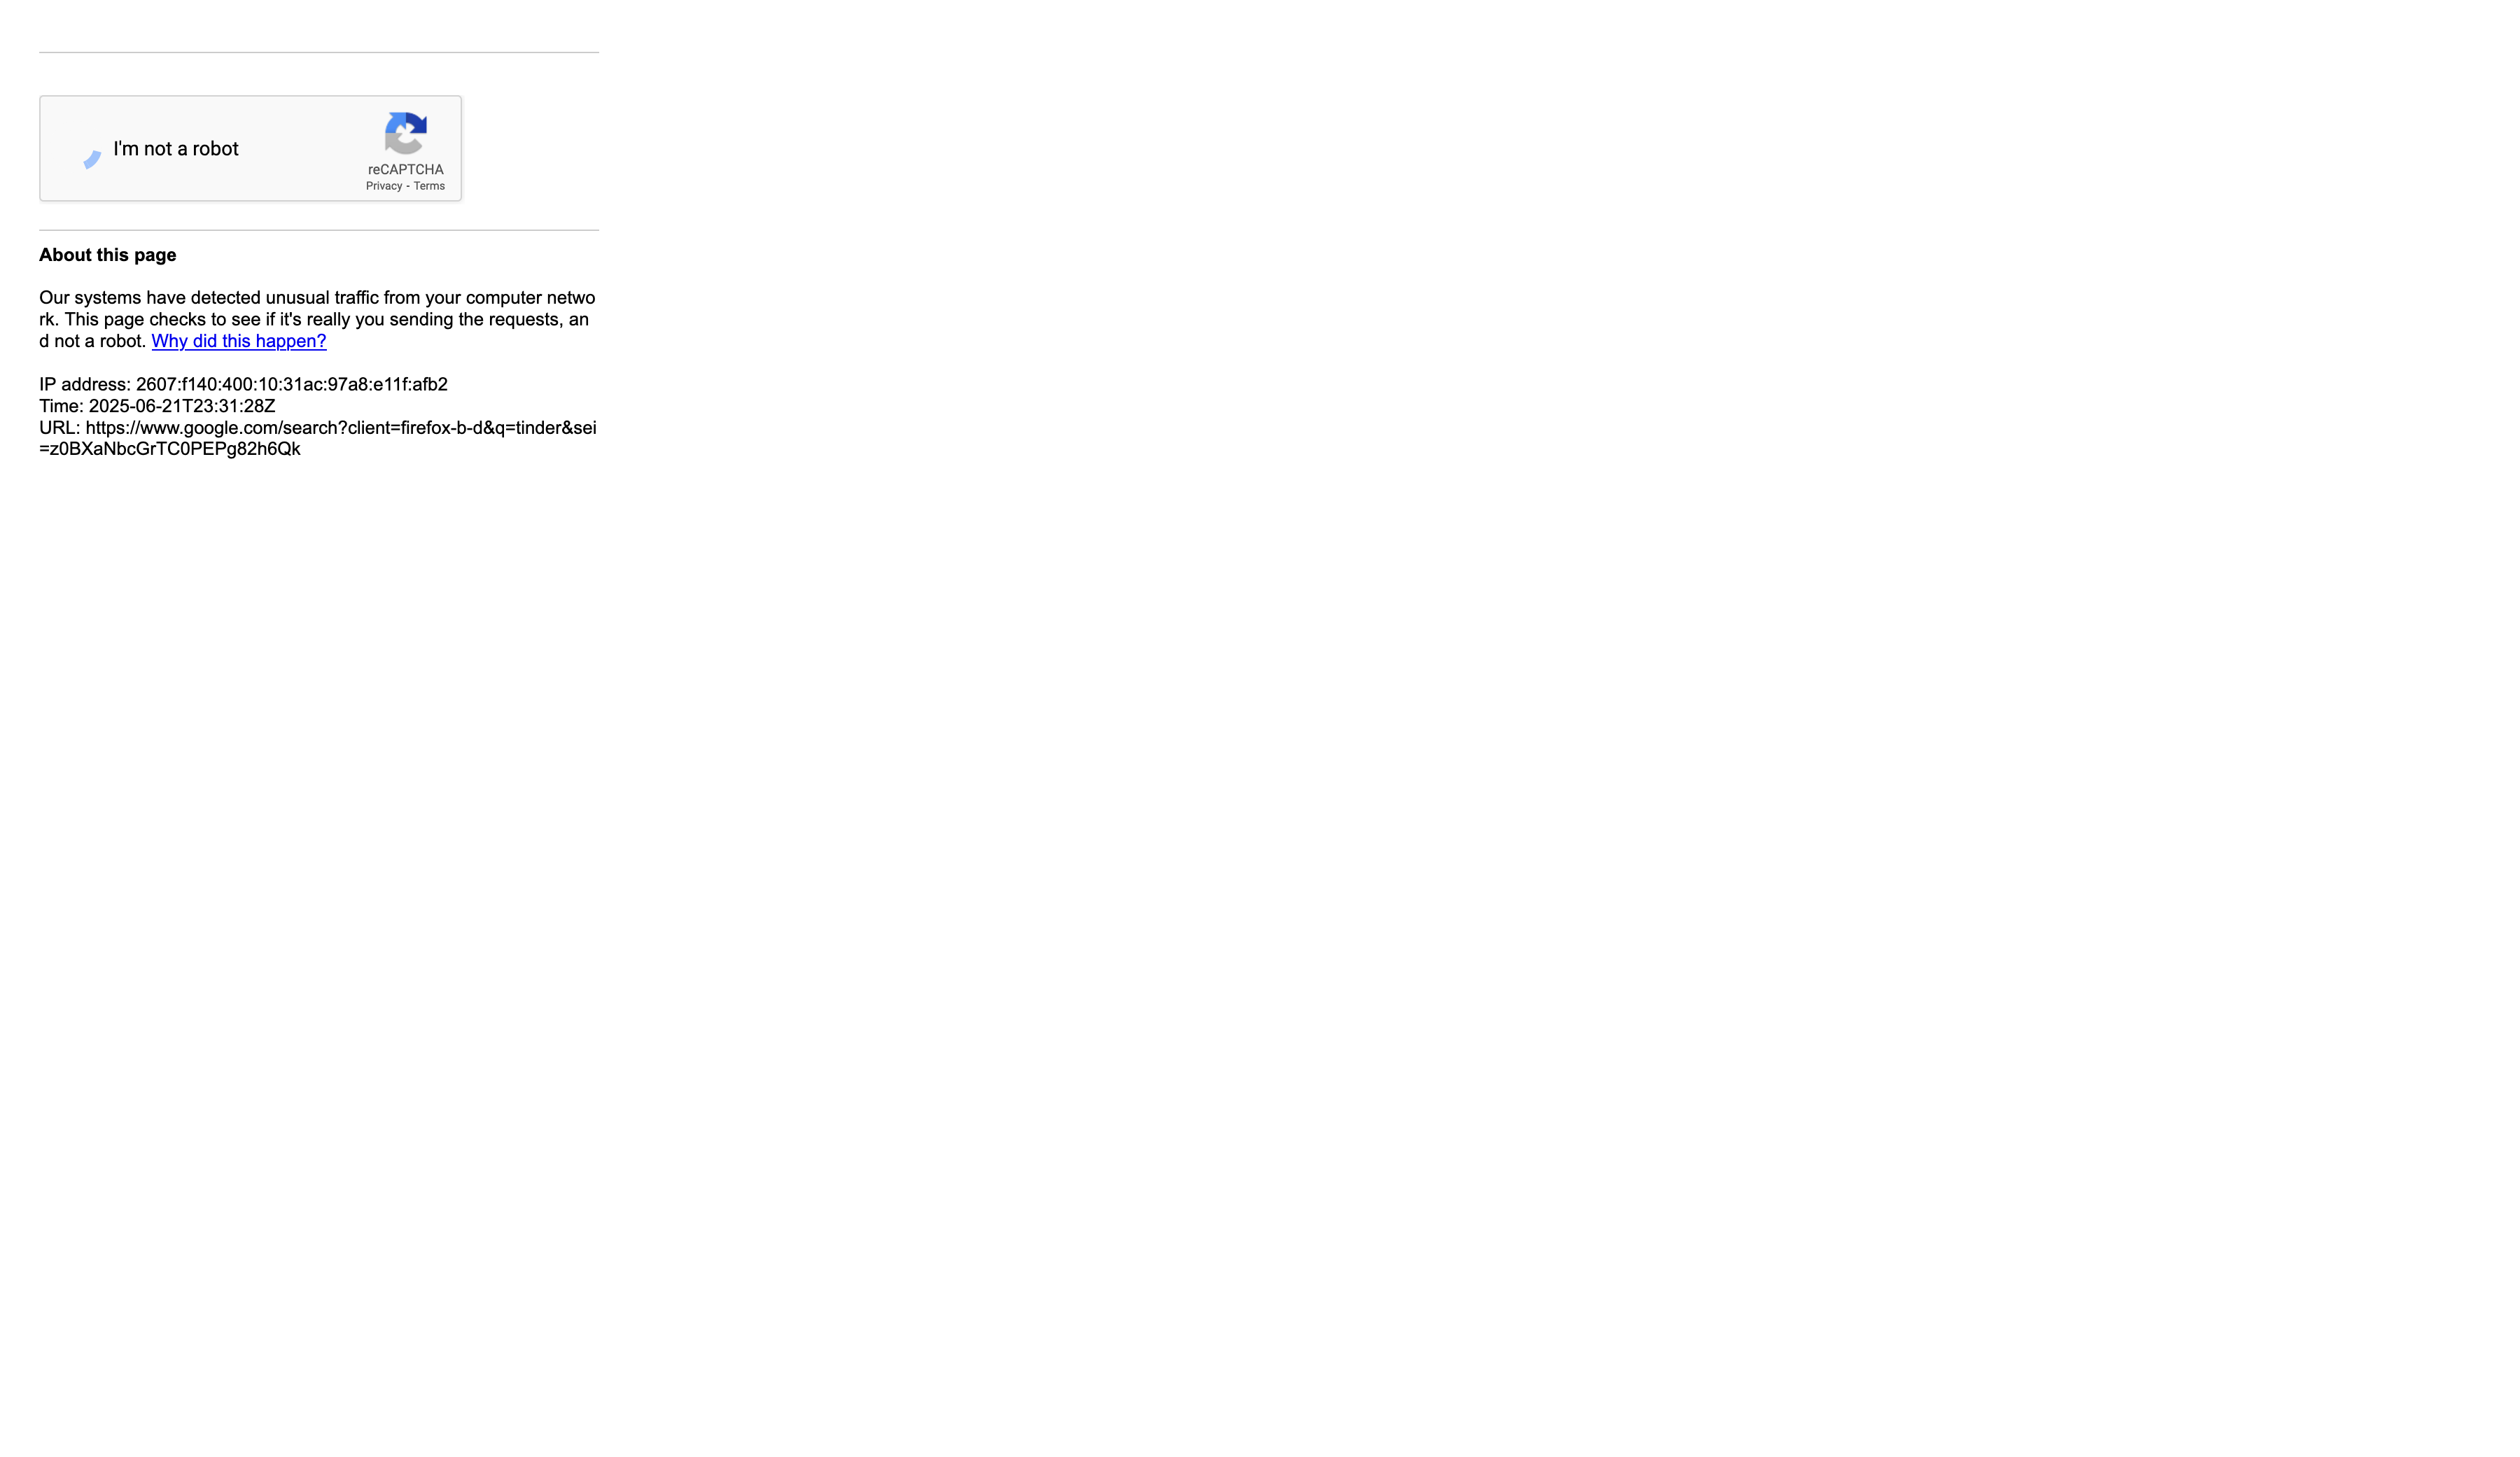 I'm not a robot
reCAPTCHA
Privacy - Terms
About this page
Our systems have detected unusual traffic from your computer netwo
rk. This page checks to see if it's really you sending the requests, an
d not a robot. Why did this happen?
IP address: 2607:f140:400:10:31ac:97a8:e11f:afb2
Time: 2025-06-21T23:31:28Z
URL: https://www.google.com/search?client=firefox-b-d&q=tinder&sei
=z0BXaNbcGrTC0PEPg82h6Qk